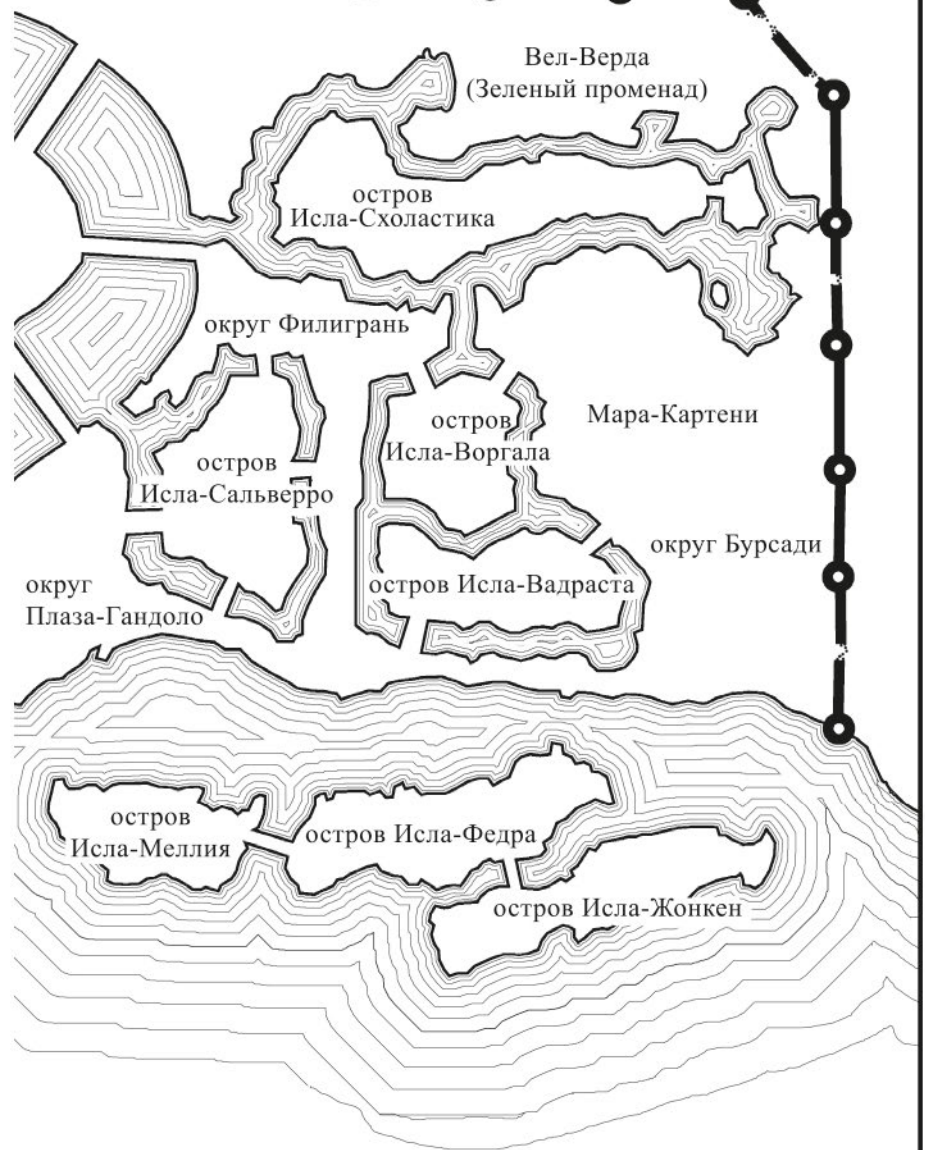 Вел-Верда
(Зеленый променад)
остров
Исла-Схоластика
округ Филигрань
Мара-Картени
остров
Исла-Воргала
остров
Исла-Сальверро
округ Бурсади
остров Исла-Вадраста
округ
Плаза-Гандоло
остров
Исла-Меллия
остров Исла-Федра
остров Исла-Жонкен